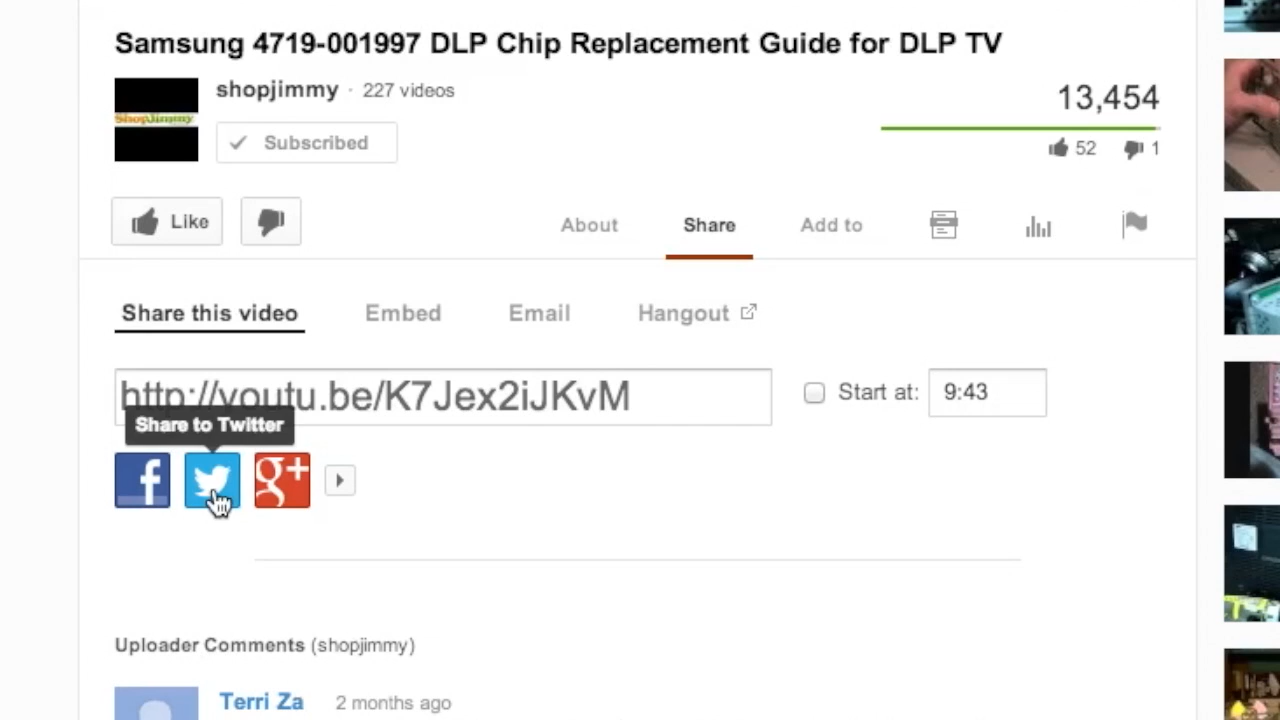 Samsung 4719-001997 DLP Chip Replacement Guide for DLP TV
ShopJimmy
shopjimmy · 227 videos
13,454
Subscribed
52 1
Like
About Share Add to
Share this video Embed Email Hangout
http://youtu.be/K7Jex2iJKvM
Start at: 9:43
Share to Twitter
f g+
Uploader Comments (shopjimmy)
Terri Za 2 months ago